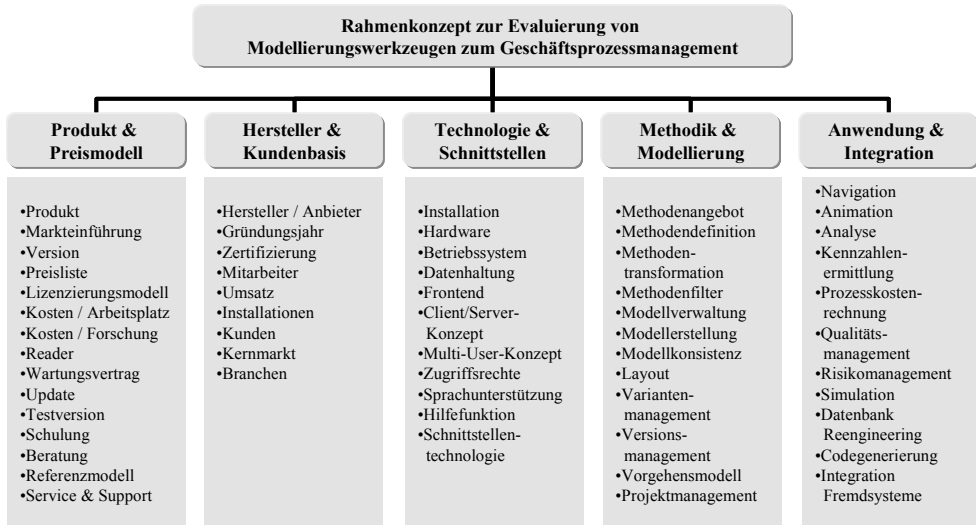 Rahmenkonzept zur Evaluierung von
Modellierungswerkzeugen zum Geschäftsprozessmanagement
Produkt &
Preismodell
•Produkt
•Markteinführung
•Version
•Preisliste
•Lizenzierungsmodell
•Kosten / Arbeitsplatz
•Kosten / Forschung
•Reader
•Wartungsvertrag
•Update
•Testversion
•Schulung
•Beratung
•Referenzmodell
•Service & Support
Hersteller &
Kundenbasis
•Hersteller / Anbieter
•Gründungsjahr
•Zertifizierung
•Mitarbeiter
•Umsatz
•Installationen
•Kunden
•Kernmarkt
•Branchen
Technologie &
Schnittstellen
•Installation
•Hardware
•Betriebssystem
•Datenhaltung
•Frontend
•Client/Server-
Konzept
•Multi-User-Konzept
•Zugriffsrechte
•Sprachunterstützung
•Hilfefunktion
•Schnittstellen-
technologie
Methodik &
Modellierung
•Methodenangebot
•Methodendefinition
•Methoden-
transformation
•Methodenfilter
•Modellverwaltung
•Modellerstellung
•Modellkonsistenz
•Layout
•Varianten-
management
•Versions-
management
•Vorgehensmodell
•Projektmanagement
Anwendung &
Integration
•Navigation
•Animation
•Analyse
•Kennzahlen-
ermittlung
•Prozesskosten-
rechnung
•Qualitäts-
management
•Risikomanagement
•Simulation
•Datenbank
Reengineering
•Codegenerierung
•Integration
Fremdsysteme